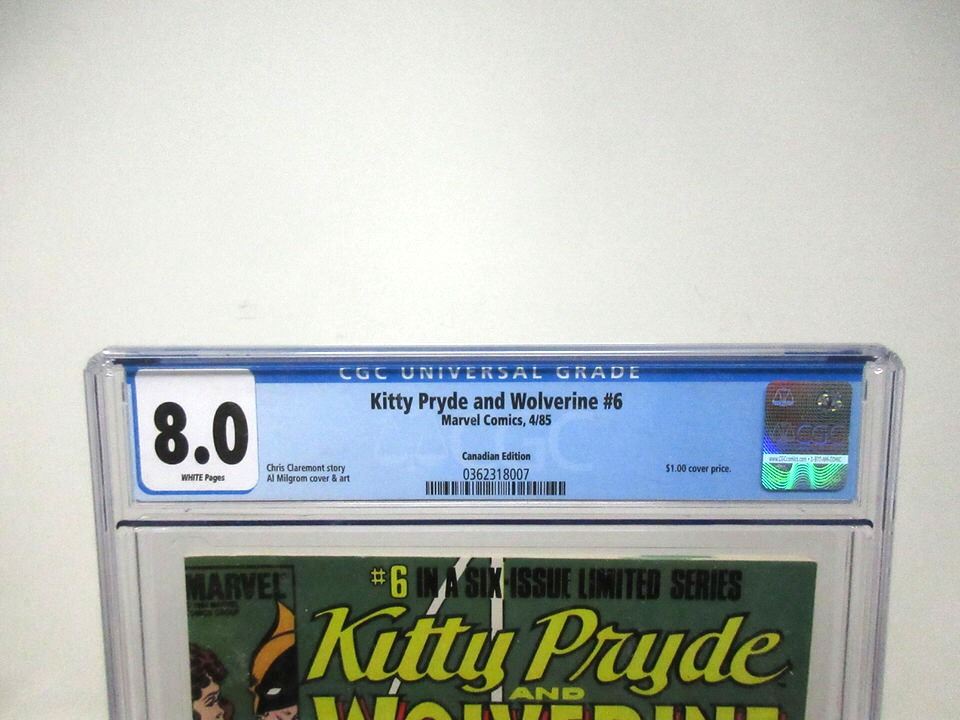 CGC UNIVERSAL GRADE
8.0
WHITE Pages
Kitty Pryde and Wolverine #6
Marvel Comics, 4/85
Canadian Edition
0362318007
Chris Claremont story
Al Milgrom cover & art
$1.00 cover price.
CGC
MARVEL
#6 IN A SIX-ISSUE LIMITED SERIES
Kitty Pryde
AND
WOLVERINE